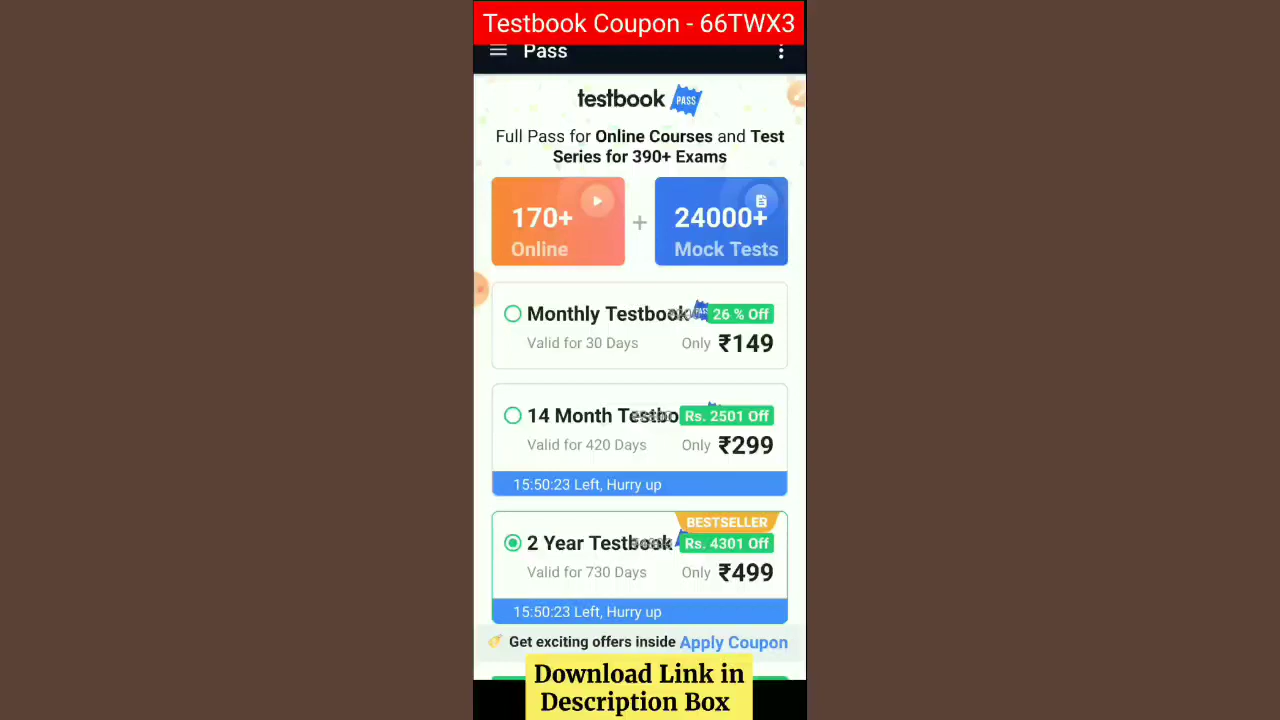 Testbook Coupon - 66TWX3
Pass
testbook PASS
Full Pass for Online Courses and Test
Series for 390+ Exams
170+
Online
+
24000+
Mock Tests
Monthly Testbook PASS
26 % Off
Valid for 30 Days
Only ₹149
14 Month Testbo
Rs. 2501 Off
Valid for 420 Days
Only ₹299
15:50:23 Left, Hurry up
BESTSELLER
2 Year Testbook
Rs. 4301 Off
Valid for 730 Days
Only ₹499
15:50:23 Left, Hurry up
Get exciting offers inside Apply Coupon
Download Link in
Description Box